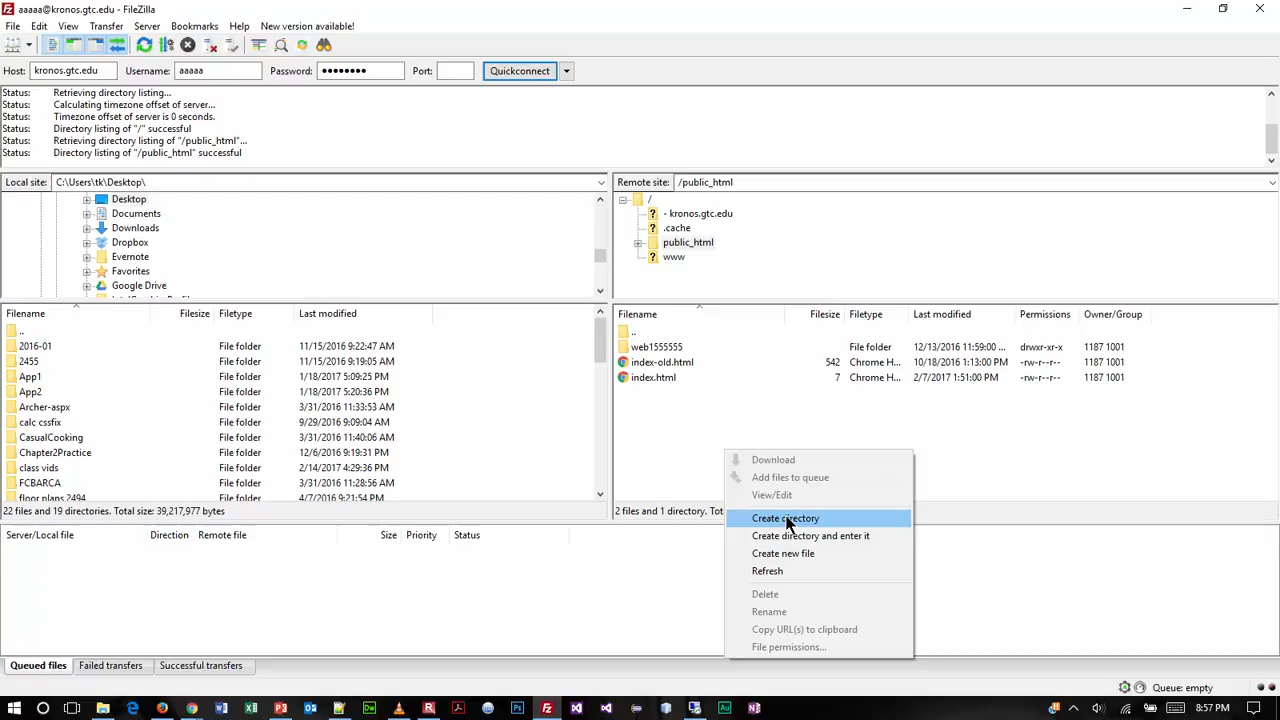 aaaaa@kronos.gtc.edu - FileZilla
File Edit View Transfer Server Bookmarks Help New version available!
Host: kronos.gtc.edu Username: aaaaa Password: ●●●●●●●● Port: Quickconnect
Status: Retrieving directory listing...
Status: Calculating timezone offset of server...
Status: Timezone offset of server is 0 seconds.
Status: Directory listing of "/" successful
Status: Retrieving directory listing of "/public_html"...
Status: Directory listing of "/public_html" successful
Local site: C:\Users\tk\Desktop\
Desktop
Documents
Downloads
Dropbox
Evernote
Favorites
Google Drive
Remote site: /public_html
/
- kronos.gtc.edu
.cache
public_html
www
Filename Filesize Filetype Last modified
..
2016-01 File folder 11/15/2016 9:22:47 AM
2455 File folder 11/15/2016 9:19:05 AM
App1 File folder 1/18/2017 5:09:25 PM
App2 File folder 1/18/2017 5:20:36 PM
Archer-aspx File folder 3/31/2016 11:33:53 AM
calc cssfix File folder 9/29/2016 9:09:04 AM
CasualCooking File folder 3/31/2016 11:40:06 AM
Chapter2Practice File folder 12/6/2016 9:19:31 PM
class vids File folder 2/14/2017 4:29:36 PM
FCBARCA File folder 3/31/2016 11:28:56 AM
floor plans 2494 File folder 4/7/2016 9:21:54 PM
22 files and 19 directories. Total size: 39,217,977 bytes
Filename Filesize Filetype Last modified Permissions Owner/Group
..
web1555555 File folder 12/13/2016 11:59:00 ... drwxr-xr-x 1187 1001
index-old.html 542 Chrome H... 10/18/2016 1:13:00 PM -rw-r--r-- 1187 1001
index.html 7 Chrome H... 2/7/2017 1:51:00 PM -rw-r--r-- 1187 1001
2 files and 1 directory.
Download
Add files to queue
View/Edit
Create directory
Create directory and enter it
Create new file
Refresh
Delete
Rename
Copy URL(s) to clipboard
File permissions...
Server/Local file Direction Remote file Size Priority Status
Queued files Failed transfers Successful transfers
Queue: empty
8:57 PM